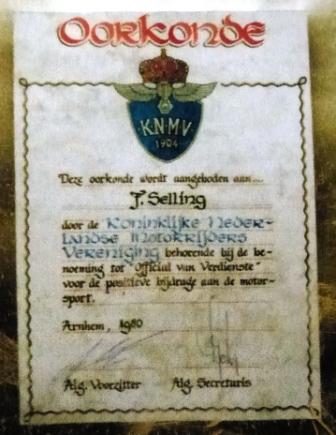 Oorkonde
K·N·M·V·
1904
Deze oorkonde wordt aangeboden aan....
J. Selling
door de Koninklijke Neder-
landse Motorrijders
Vereniging behorende bij de be-
noeming tot "Official van Verdienste"
voor de positieve bijdrage aan de motor-
sport.
Arnhem, 1980
Alg. Voorzitter Alg. Secretaris